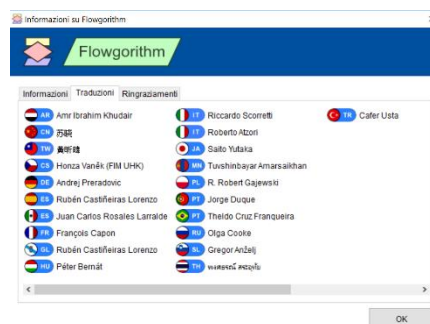 Informazioni su Flowgorithm
Flowgorithm
Informazioni Traduzioni Ringraziamenti
AR Amr Ibrahim Khudair
CN 苏晓
TW 黃昕暐
CS Honza Vaněk (FIM UHK)
DE Andrej Preradovic
ES Rubén Castiñeiras Lorenzo
ES Juan Carlos Rosales Larralde
FR François Capon
GL Rubén Castiñeiras Lorenzo
HU Péter Bernát
IT Riccardo Scorretti
IT Roberto Atzori
JA Saito Yutaka
MN Tuvshinbayar Amarsaikhan
PL R. Robert Gajewski
PT Jorge Duque
PT Theldo Cruz Franqueira
RU Olga Cooke
SL Gregor Anželj
TH
TR Cafer Usta
OK